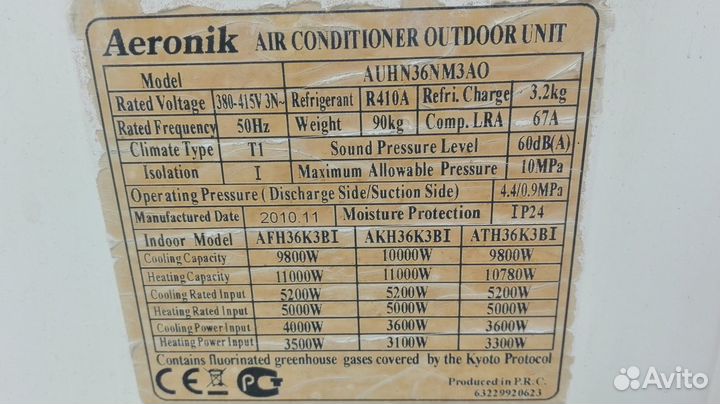 Aeronik AIR CONDITIONER OUTDOOR UNIT
Model AUHN36NM3AO
Rated Voltage 380-415V 3N~ Refrigerant R410A Refri. Charge 3.2kg
Rated Frequency 50Hz Weight 90kg Comp. LRA 67A
Climate Type T1 Sound Pressure Level 60dB(A)
Isolation I Maximum Allowable Pressure 10MPa
Operating Pressure (Discharge Side/Suction Side) 4.4/0.9MPa
Manufactured Date 2010.11 Moisture Protection IP24
Indoor Model AFH36K3BI AKH36K3BI ATH36K3BI
Cooling Capacity 9800W 10000W 9800W
Heating Capacity 11000W 11000W 10780W
Cooling Rated Input 5200W 5200W 5200W
Heating Rated Input 5000W 5000W 5000W
Cooling Power Input 4000W 3600W 3600W
Heating Power Input 3500W 3100W 3300W
Contains fluorinated greenhouse gases covered by the Kyoto Protocol
CE PG Produced in P.R.C.
63229920623
Avito